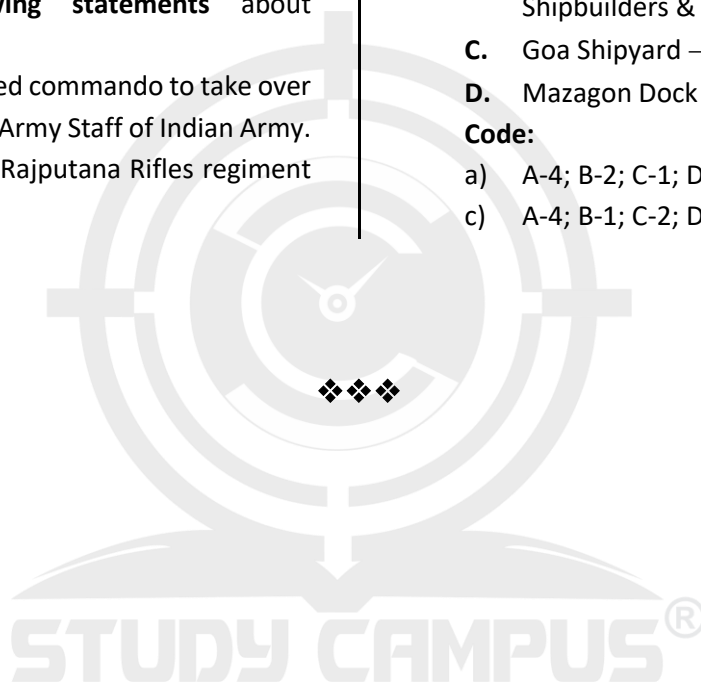 ving statements about
ed commando to take over
Army Staff of Indian Army.
Rajputana Rifles regiment
Shipbuilders &
C. Goa Shipyard –
D. Mazagon Dock
Code:
a) A-4; B-2; C-1; D
c) A-4; B-1; C-2; D
STUDY CAMPUS®